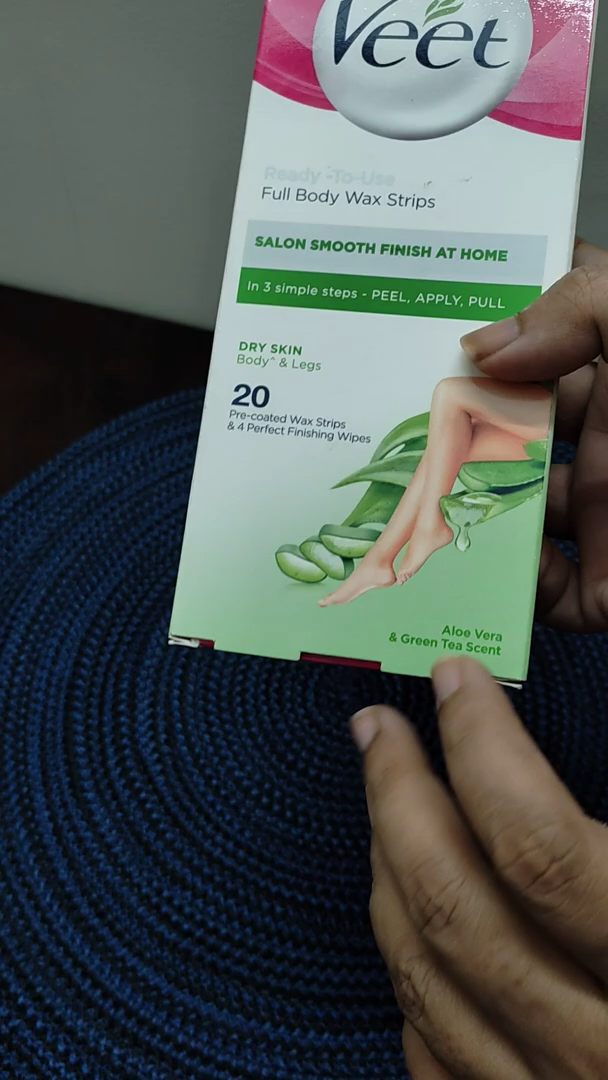 Veet
Ready -To-Use
Full Body Wax Strips
SALON SMOOTH FINISH AT HOME
In 3 simple steps - PEEL, APPLY, PULL
DRY SKIN
Body^ & Legs
20
Pre-coated Wax Strips
& 4 Perfect Finishing Wipes
Aloe Vera
& Green Tea Scent